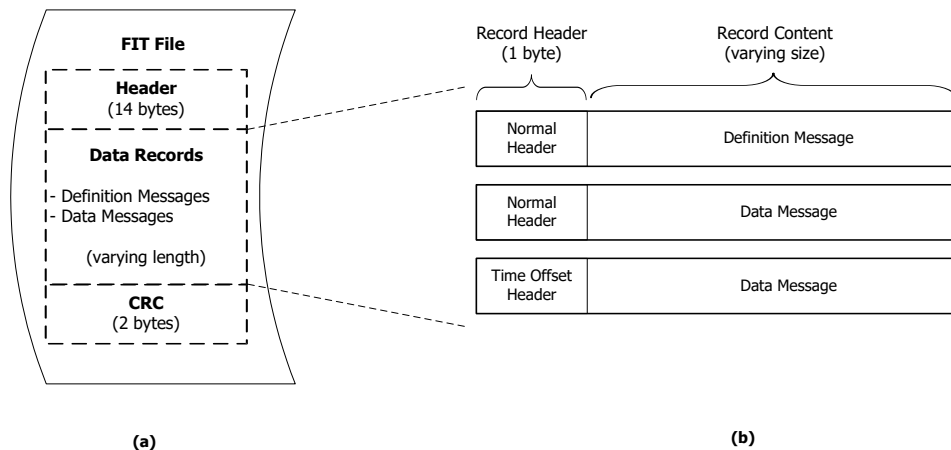 FIT File
Header
(14 bytes)
Data Records
- Definition Messages
- Data Messages
(varying length)
CRC
(2 bytes)
(a)
Record Header
(1 byte)
Record Content
(varying size)
Normal
Header
Definition Message
Normal
Header
Data Message
Time Offset
Header
Data Message
(b)